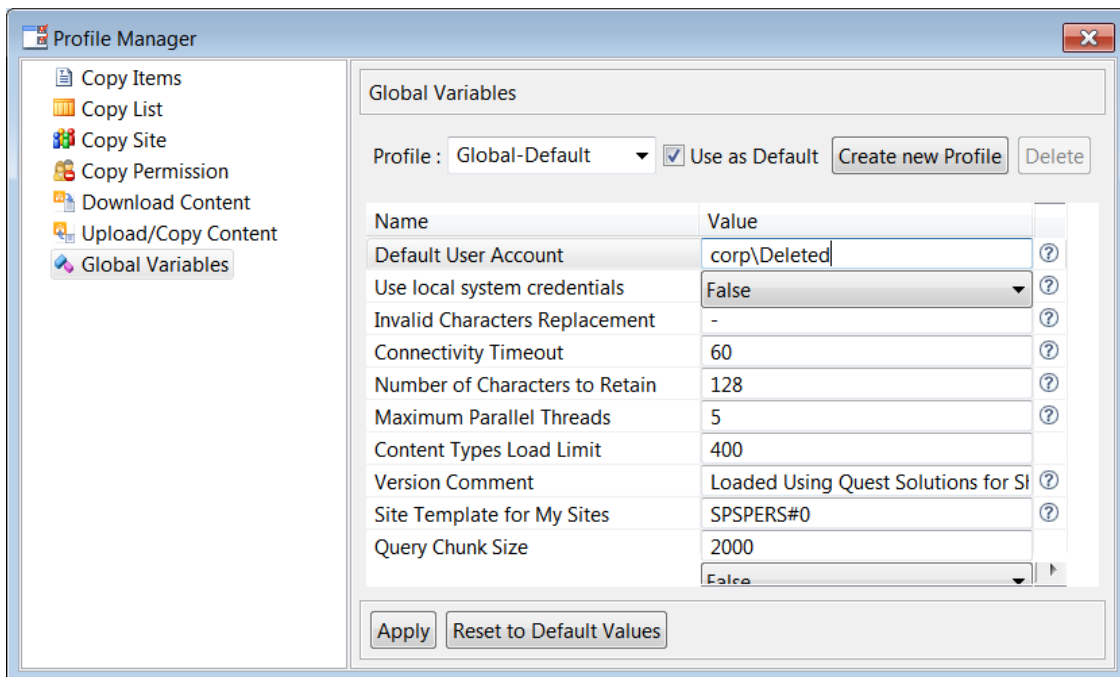 Profile Manager
Copy Items
Copy List
Copy Site
Copy Permission
Download Content
Upload/Copy Content
Global Variables
Global Variables
Profile : Global-Default Use as Default Create new Profile Delete
Name Value
Default User Account corp\Deleted
Use local system credentials False
Invalid Characters Replacement -
Connectivity Timeout 60
Number of Characters to Retain 128
Maximum Parallel Threads 5
Content Types Load Limit 400
Version Comment Loaded Using Quest Solutions for
Site Template for My Sites SPSPERS#0
Query Chunk Size 2000
False
Apply Reset to Default Values